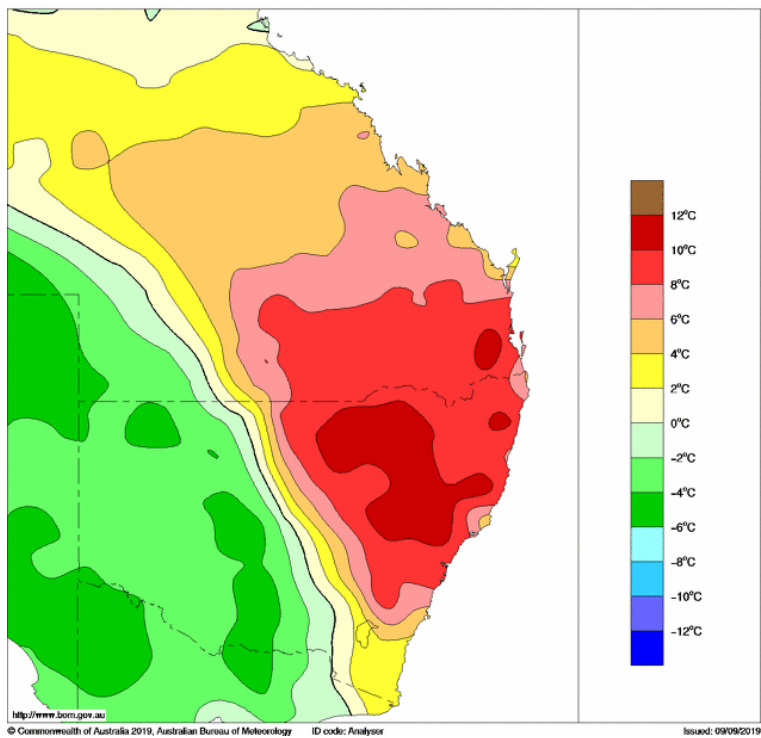 12°C
10°C
8°C
6°C
4°C
2°C
0°C
-2°C
-4°C
-6°C
-8°C
-10°C
-12°C
http://www.bom.gov.au
© Commonwealth of Australia 2019, Australian Bureau of Meteorology ID code: Analyser Issued: 09/09/2019